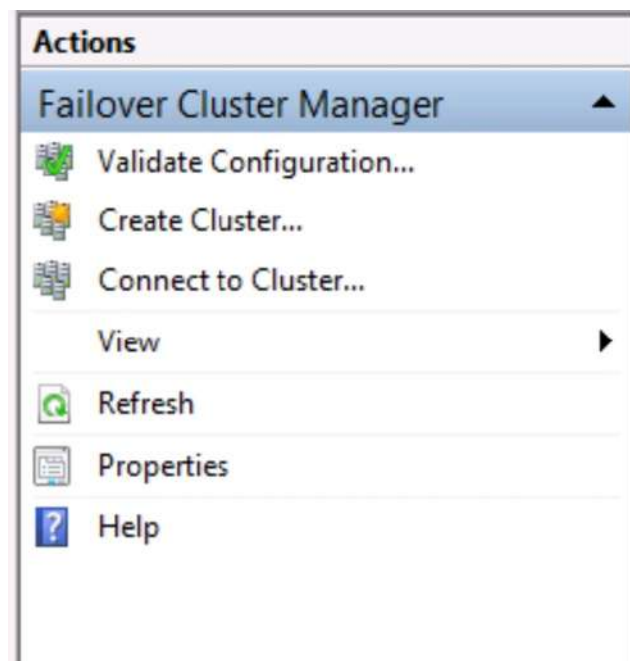 Actions
Failover Cluster Manager
Validate Configuration...
Create Cluster...
Connect to Cluster...
View
Refresh
Properties
Help